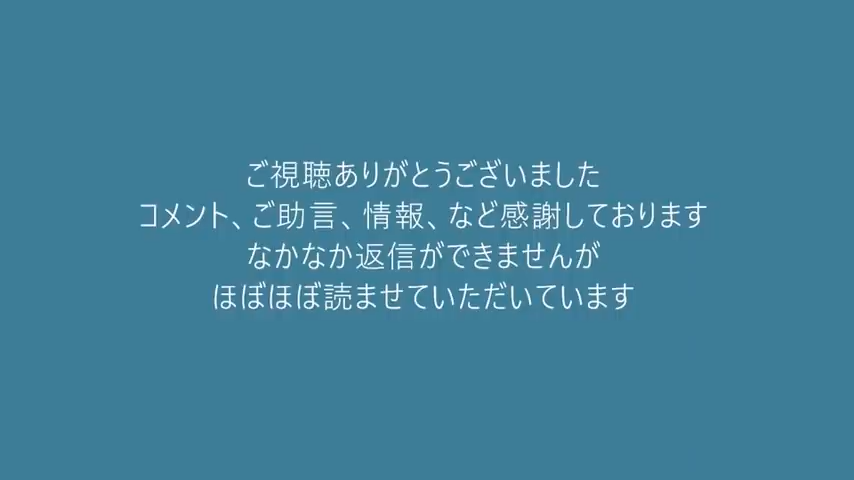 ご視聴ありがとうございました
コメント、ご助言、情報、など感謝しております
なかなか返信ができませんが
ほぼほぼ読ませていただいています